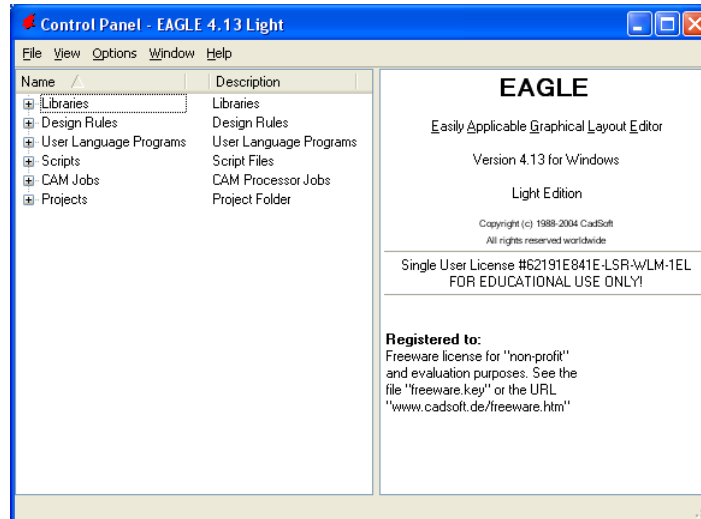 Control Panel - EAGLE 4.13 Light
File View Options Window Help
Name Description
Libraries Libraries
Design Rules Design Rules
User Language Programs User Language Programs
Scripts Script Files
CAM Jobs CAM Processor Jobs
Projects Project Folder
EAGLE
Easily Applicable Graphical Layout Editor
Version 4.13 for Windows
Light Edition
Copyright (c) 1988-2004 CadSoft
All rights reserved worldwide
Single User License #62191E841E-LSR-WLM-1EL
FOR EDUCATIONAL USE ONLY!
Registered to:
Freeware license for "non-profit"
and evaluation purposes. See the
file "freeware.key" or the URL
"www.cadsoft.de/freeware.htm"